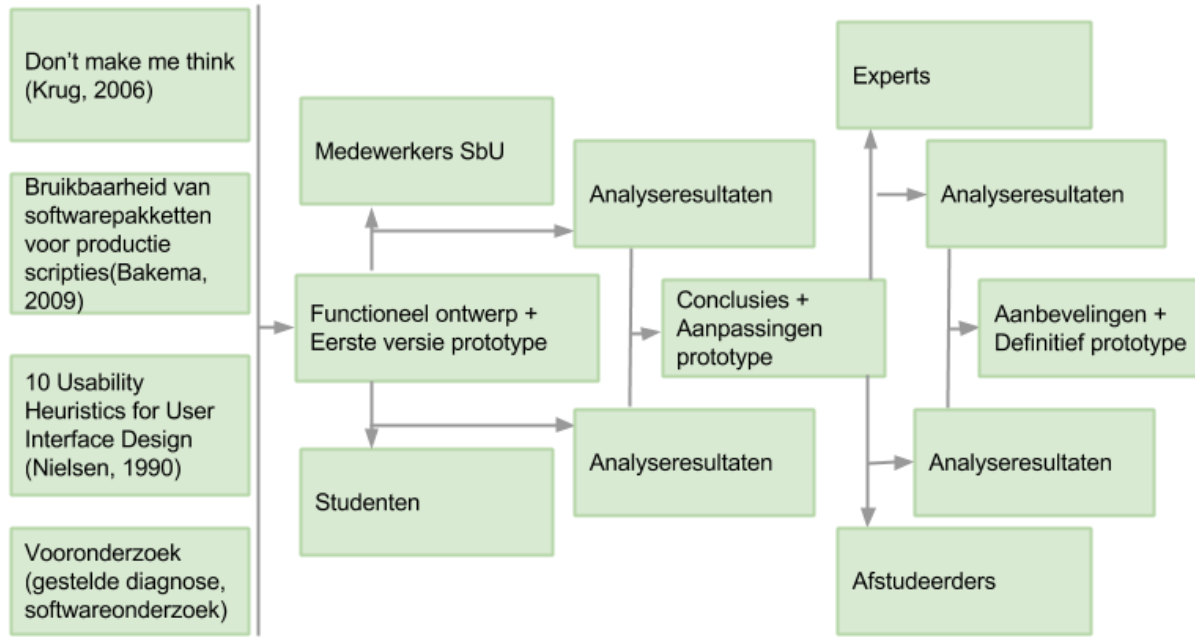 Don't make me think
(Krug, 2006)
Bruikbaarheid van
softwarepakketten
voor productie
scripties(Bakema,
2009)
10 Usability
Heuristics for User
Interface Design
(Nielsen, 1990)
Vooronderzoek
(gestelde diagnose,
softwareonderzoek)
Medewerkers SbU
Functioneel ontwerp +
Eerste versie prototype
Studenten
Analyseresultaten
Analyseresultaten
Conclusies +
Aanpassingen
prototype
Experts
Analyseresultaten
Aanbevelingen +
Definitief prototype
Analyseresultaten
Afstudeerders